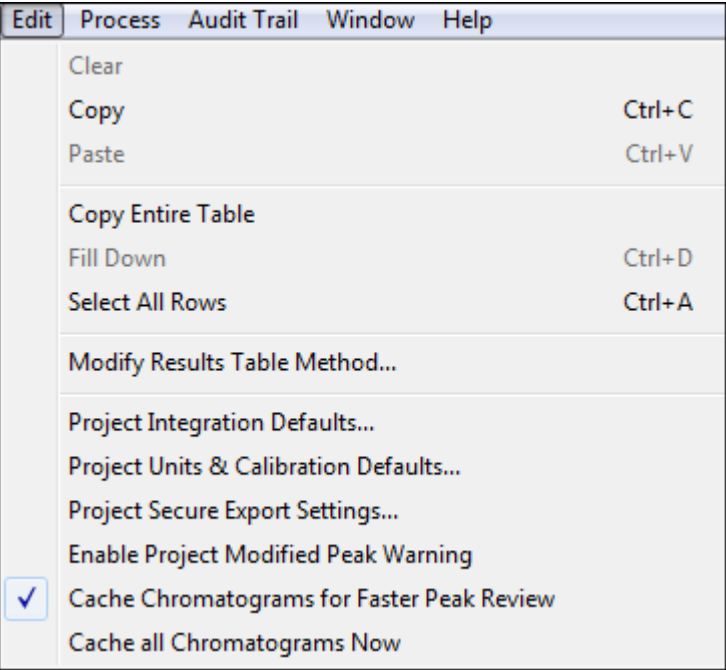 Edit Process Audit Trail Window Help
Clear
Copy Ctrl+C
Paste Ctrl+V
Copy Entire Table
Fill Down Ctrl+D
Select All Rows Ctrl+A
Modify Results Table Method...
Project Integration Defaults...
Project Units & Calibration Defaults...
Project Secure Export Settings...
Enable Project Modified Peak Warning
Cache Chromatograms for Faster Peak Review
Cache all Chromatograms Now